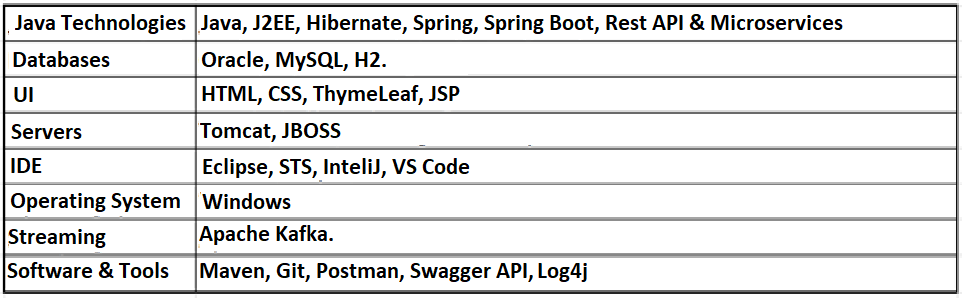 Java Technologies Java, J2EE, Hibernate, Spring, Spring Boot, Rest API & Microservices
Databases Oracle, MySQL, H2.
UI HTML, CSS, ThymeLeaf, JSP
Servers Tomcat, JBOSS
IDE Eclipse, STS, InteliJ, VS Code
Operating System Windows
Streaming Apache Kafka.
Software & Tools Maven, Git, Postman, Swagger API, Log4j